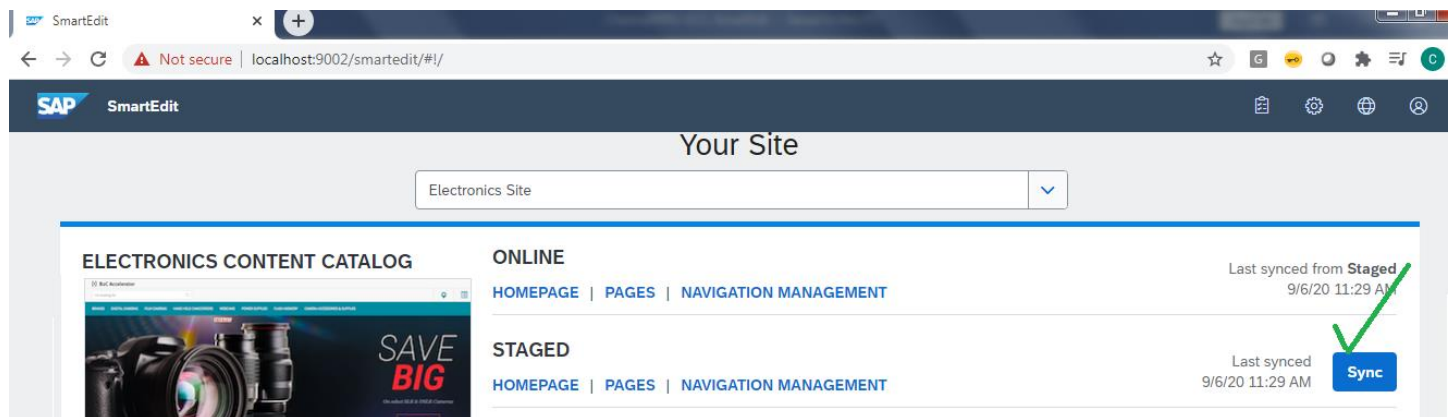 SmartEdit
Not secure | localhost:9002/smartedit/#!/
G
C
SAP SmartEdit
Your Site
Electronics Site
ELECTRONICS CONTENT CATALOG
SAVE
BIG
ONLINE
HOMEPAGE | PAGES | NAVIGATION MANAGEMENT
Last synced from Staged
9/6/20 11:29 AM
STAGED
HOMEPAGE | PAGES | NAVIGATION MANAGEMENT
Last synced
9/6/20 11:29 AM
Sync